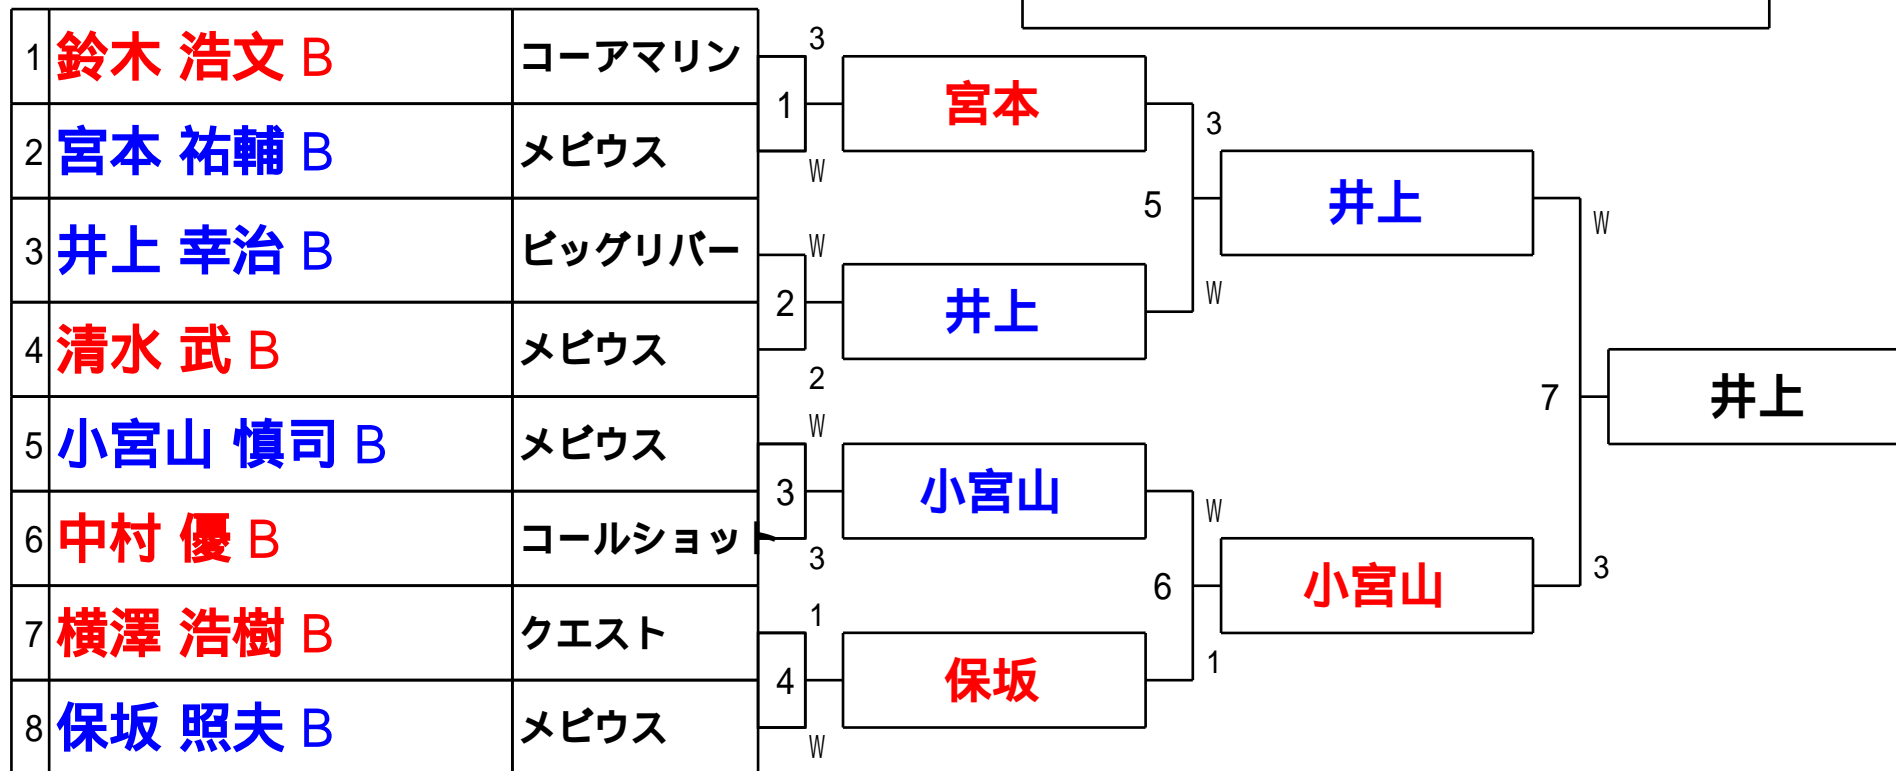 1 鈴木 浩文 B コーアマリン
2 宮本 祐輔 B メビウス
3 井上 幸治 B ビッグリバー
4 清水 武 B メビウス
5 小宮山 慎司 B メビウス
6 中村 優 B コールショット
7 横澤 浩樹 B クエスト
8 保坂 照夫 B メビウス
3
1
W
W
2
2
W
3
3
1
4
W
宮本
井上
小宮山
保坂
3
5
W
W
6
1
井上
小宮山
W
7
3
井上